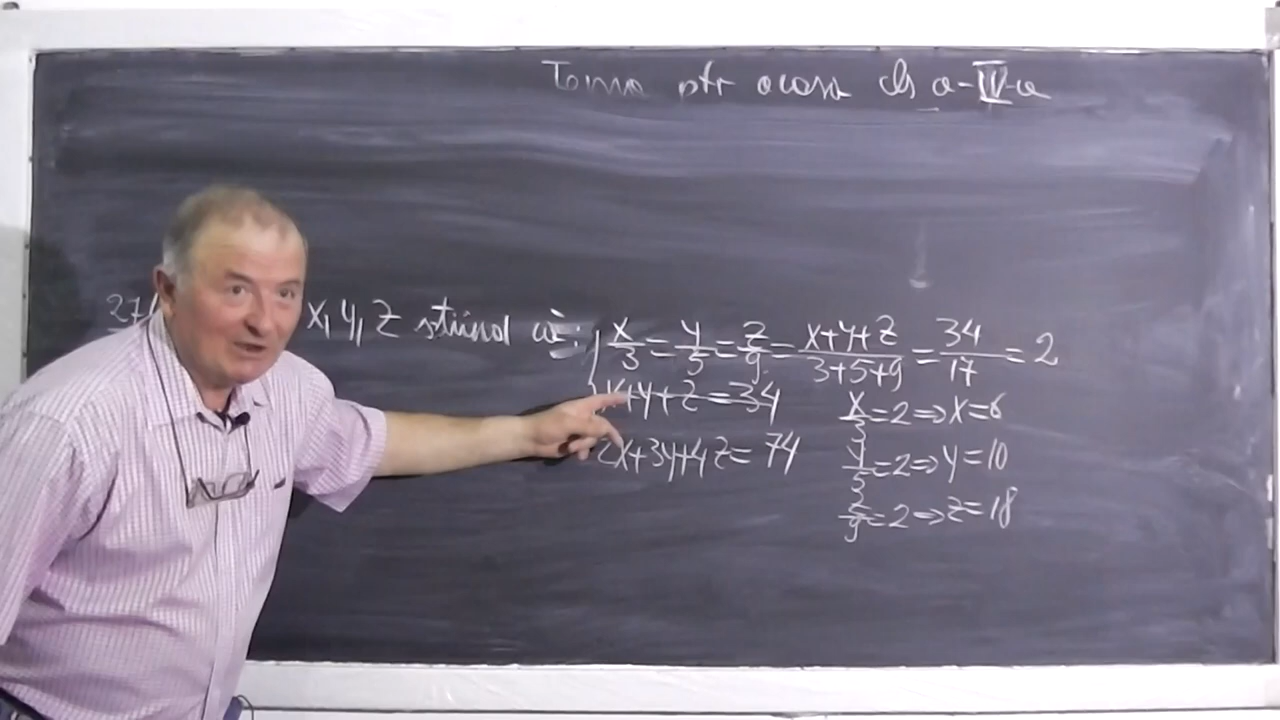 Tema ptr acasă cls a-IV-a
27
x, y, z știind că: x/3 = y/5 = z/9 = x+y+z/3+5+9 = 34/17 = 2
x+y+z=34
x/3=2⇒x=6
2x+3y+4z=74
y/5=2⇒y=10
z/9=2⇒z=18